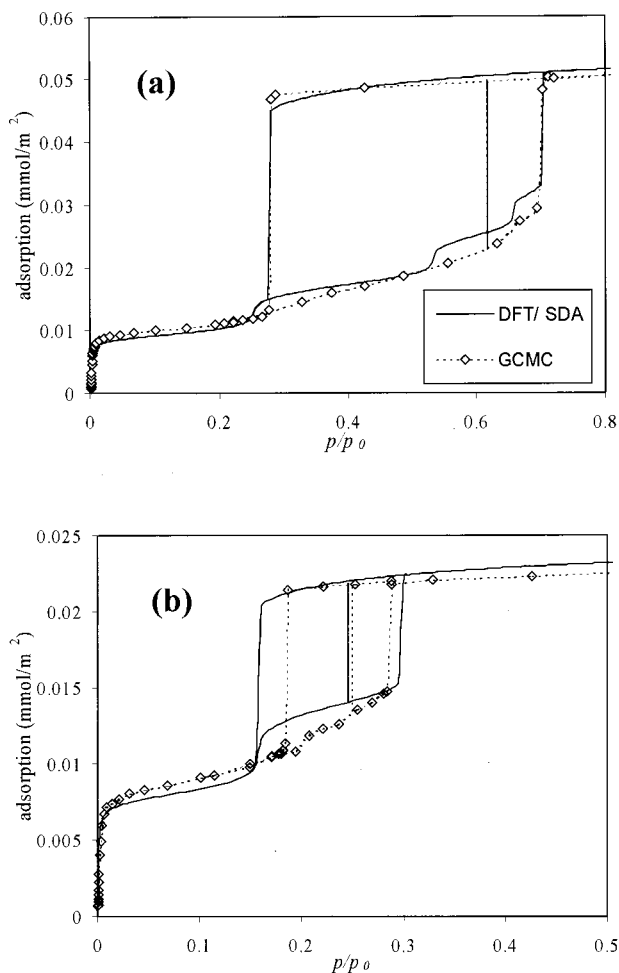 0.06
0.05
0.04
0.03
0.02
0.01
0
adsorption (mmol/m²)
(a)
DFT/ SDA
GCMC
0 0.2 0.4 0.6 0.8
p/p₀
0.025
0.02
0.015
0.01
0.005
0
adsorption (mmol/m²)
(b)
0 0.1 0.2 0.3 0.4 0.5
p/p₀